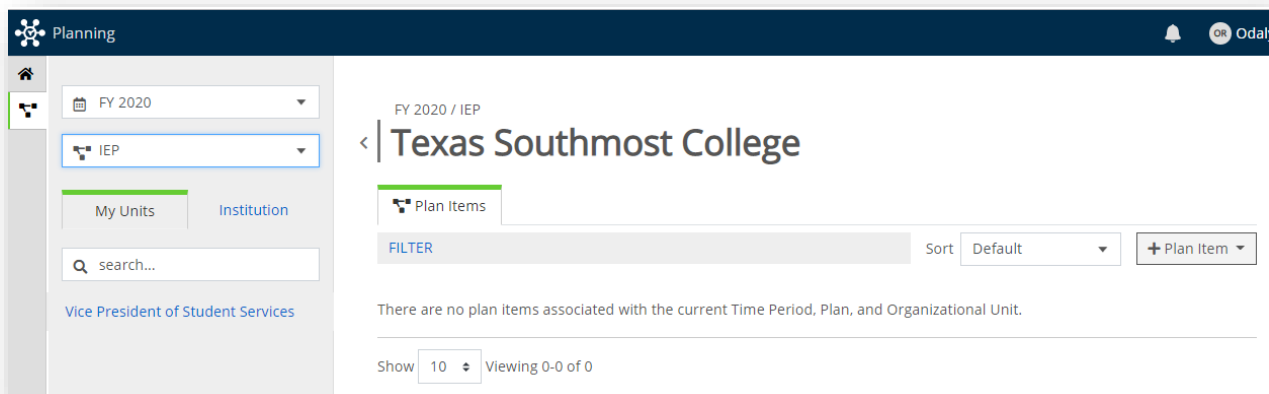 Planning
OR Odaly
FY 2020
IEP
My Units
Institution
search...
Vice President of Student Services
FY 2020 / IEP
Texas Southmost College
Plan Items
FILTER
Sort Default + Plan Item
There are no plan items associated with the current Time Period, Plan, and Organizational Unit.
Show 10 Viewing 0-0 of 0